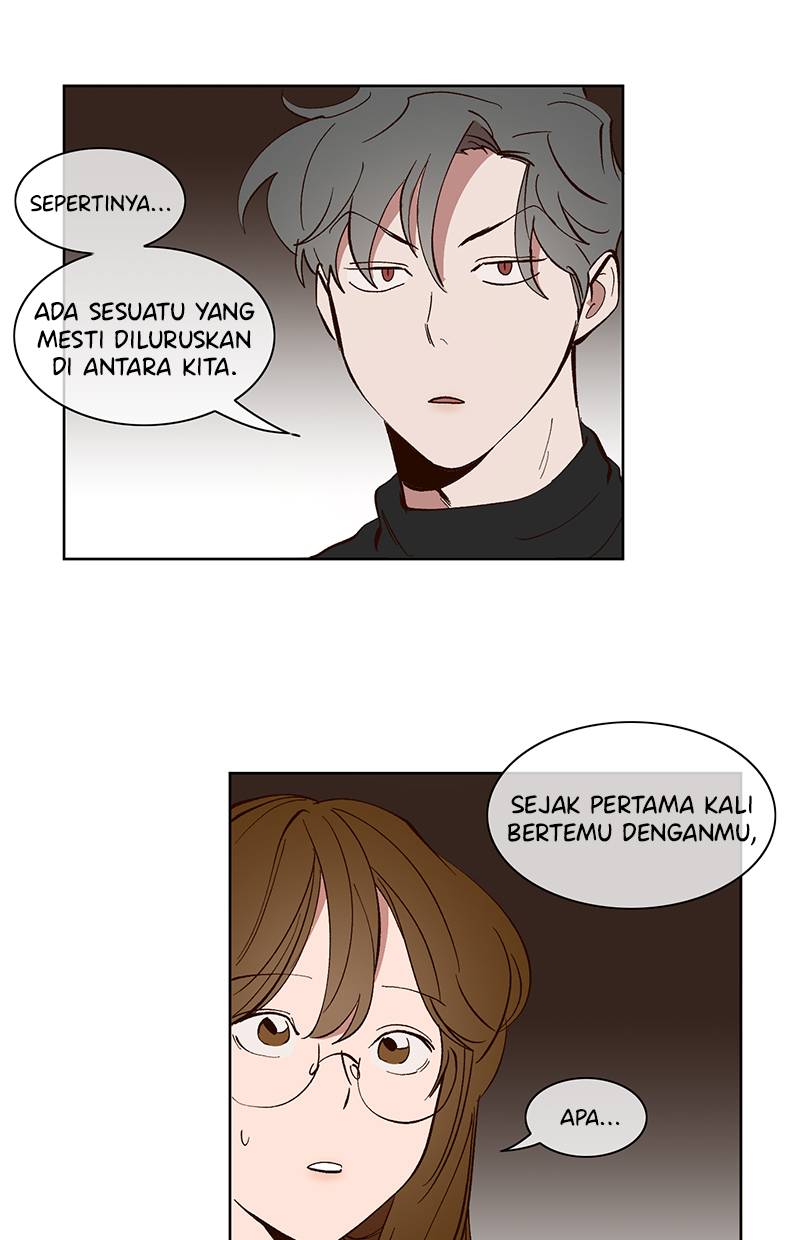 SEPERTINYA...
ADA SESUATU YANG
MESTI DILURUSKAN
DI ANTARA KITA.
SEJAK PERTAMA KALI
BERTEMU DENGANMU,
APA...